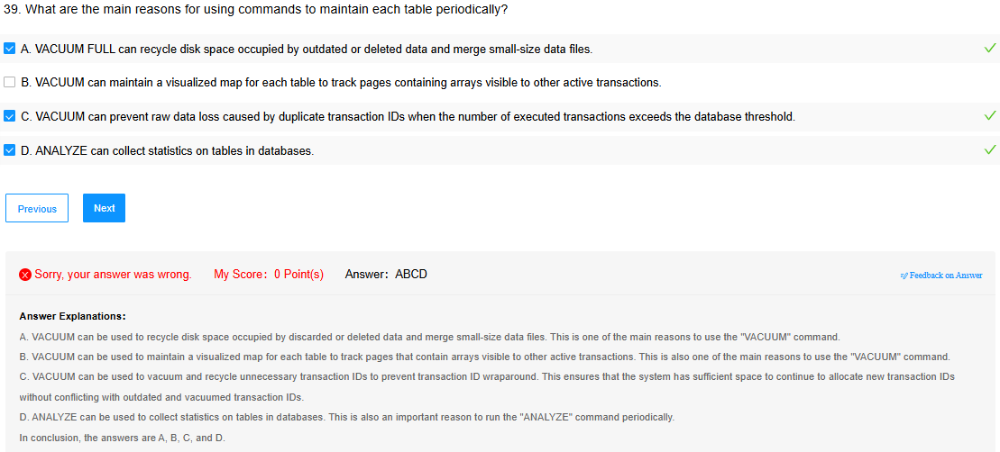 39. What are the main reasons for using commands to maintain each table periodically?
A. VACUUM FULL can recycle disk space occupied by outdated or deleted data and merge small-size data files.
B. VACUUM can maintain a visualized map for each table to track pages containing arrays visible to other active transactions.
C. VACUUM can prevent raw data loss caused by duplicate transaction IDs when the number of executed transactions exceeds the database threshold.
D. ANALYZE can collect statistics on tables in databases.
Previous Next
Sorry, your answer was wrong. My Score: 0 Point(s) Answer: ABCD Feedback on Answer
Answer Explanations:
A. VACUUM can be used to recycle disk space occupied by discarded or deleted data and merge small-size data files. This is one of the main reasons to use the "VACUUM" command.
B. VACUUM can be used to maintain a visualized map for each table to track pages that contain arrays visible to other active transactions. This is also one of the main reasons to use the "VACUUM" command.
C. VACUUM can be used to vacuum and recycle unnecessary transaction IDs to prevent transaction ID wraparound. This ensures that the system has sufficient space to continue to allocate new transaction IDs
without conflicting with outdated and vacuumed transaction IDs.
D. ANALYZE can be used to collect statistics on tables in databases. This is also an important reason to run the "ANALYZE" command periodically.
In conclusion, the answers are A, B, C, and D.